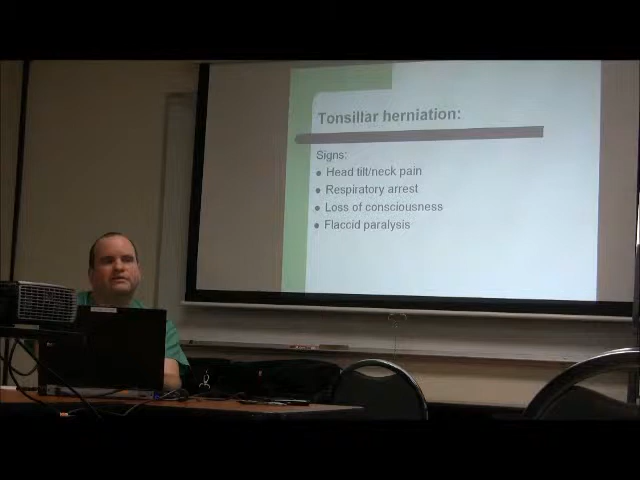 Tonsillar herniation:
Signs:
● Head tilt/neck pain
● Respiratory arrest
● Loss of consciousness
● Flaccid paralysis